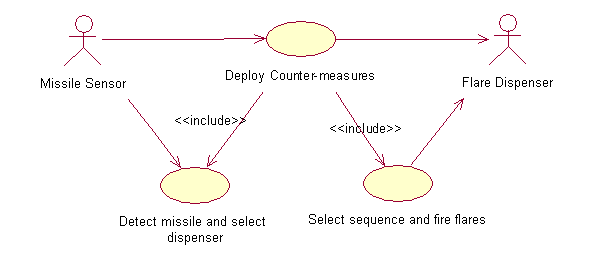 Missile Sensor
Deploy Counter-measures
Flare Dispenser
<<include>>
<<include>>
Detect missile and select
dispenser
Select sequence and fire flares